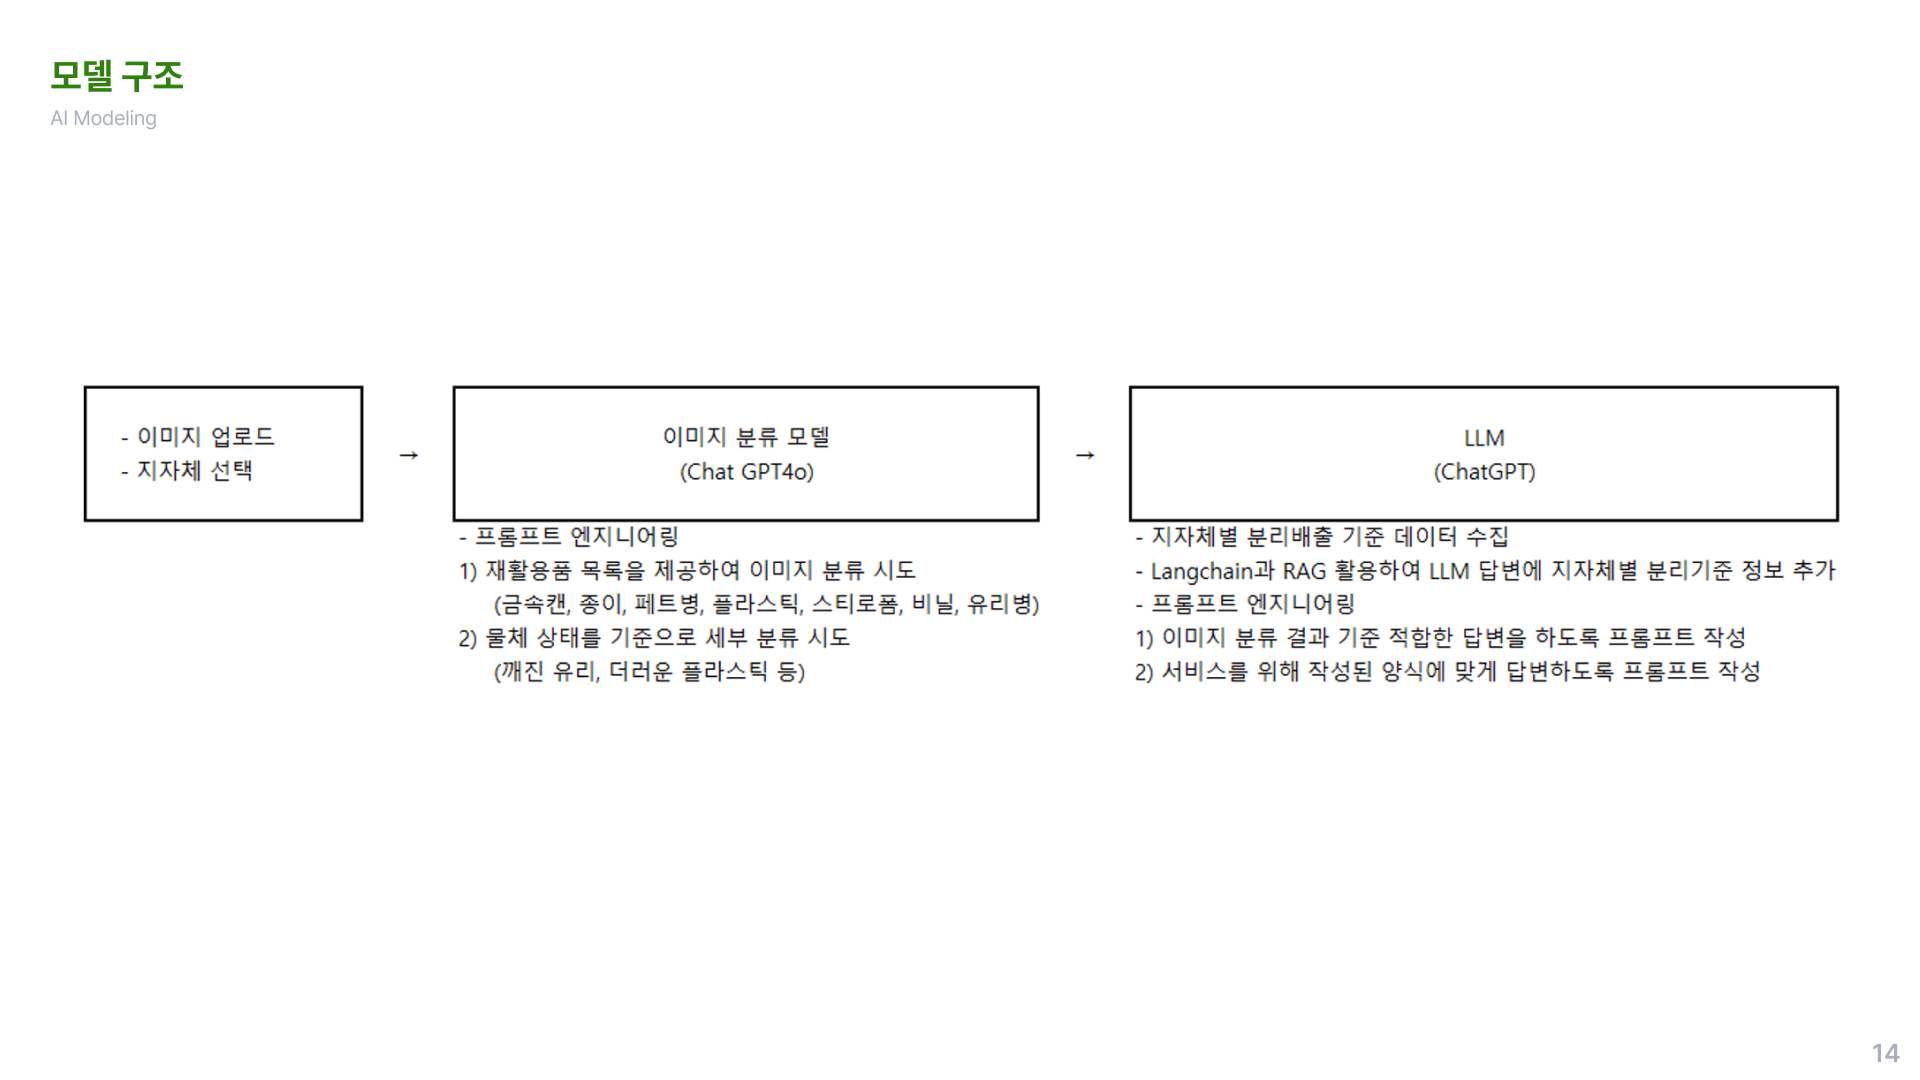 모델 구조
AI Modeling
- 이미지 업로드
- 지자체 선택
→
이미지 분류 모델
(Chat GPT4o)
- 프롬프트 엔지니어링
1) 재활용품 목록을 제공하여 이미지 분류 시도
(금속캔, 종이, 페트병, 플라스틱, 스티로폼, 비닐, 유리병)
2) 물체 상태를 기준으로 세부 분류 시도
(깨진 유리, 더러운 플라스틱 등)
→
LLM
(ChatGPT)
- 지자체별 분리배출 기준 데이터 수집
- Langchain과 RAG 활용하여 LLM 답변에 지자체별 분리기준 정보 추가
- 프롬프트 엔지니어링
1) 이미지 분류 결과 기준 적합한 답변을 하도록 프롬프트 작성
2) 서비스를 위해 작성된 양식에 맞게 답변하도록 프롬프트 작성
14